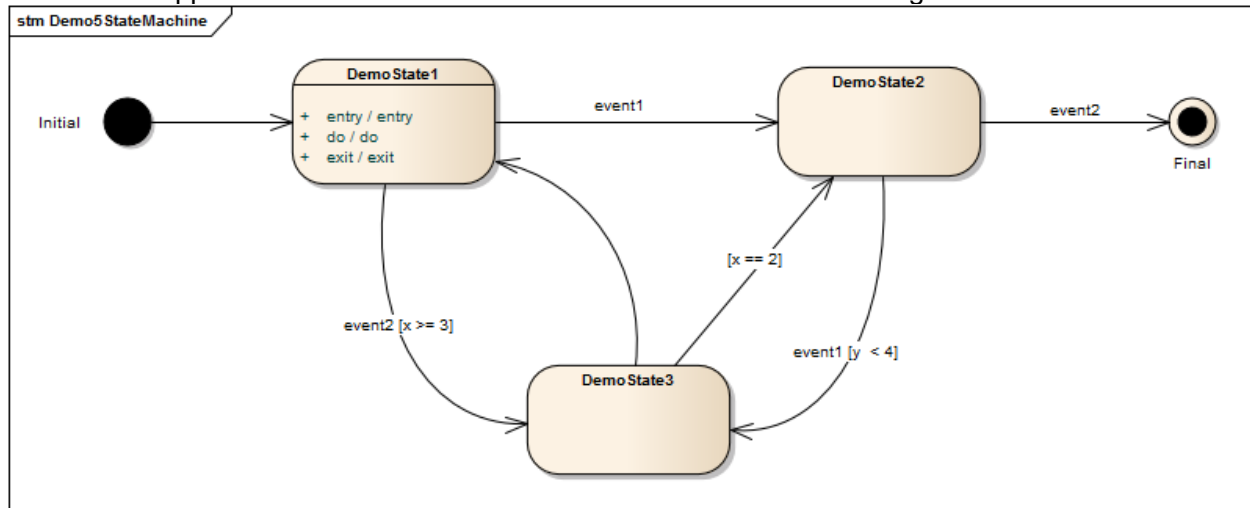 stm Demo5StateMachine
DemoState1
+ entry / entry
+ do / do
+ exit / exit
DemoState2
Initial
event1
event2
Final
[x == 2]
event2 [x >= 3]
event1 [y < 4]
DemoState3